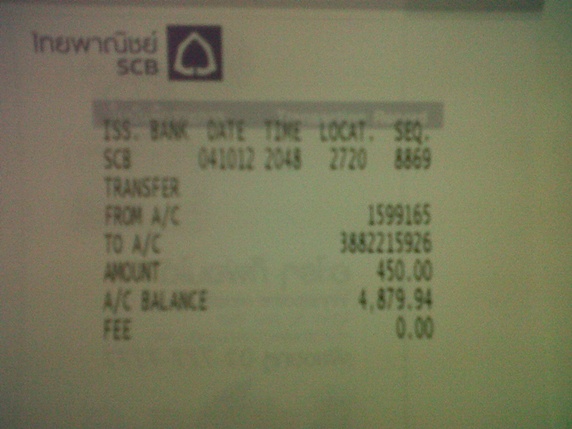 ไทยพาณิชย์
SCB
ISS. BANK DATE TIME LOCAT. SEQ.
SCB 041012 2048 2720 8869
TRANSFER
FROM A/C 1599165
TO A/C 3882215926
AMOUNT 450.00
A/C BALANCE 4,879.94
FEE 0.00